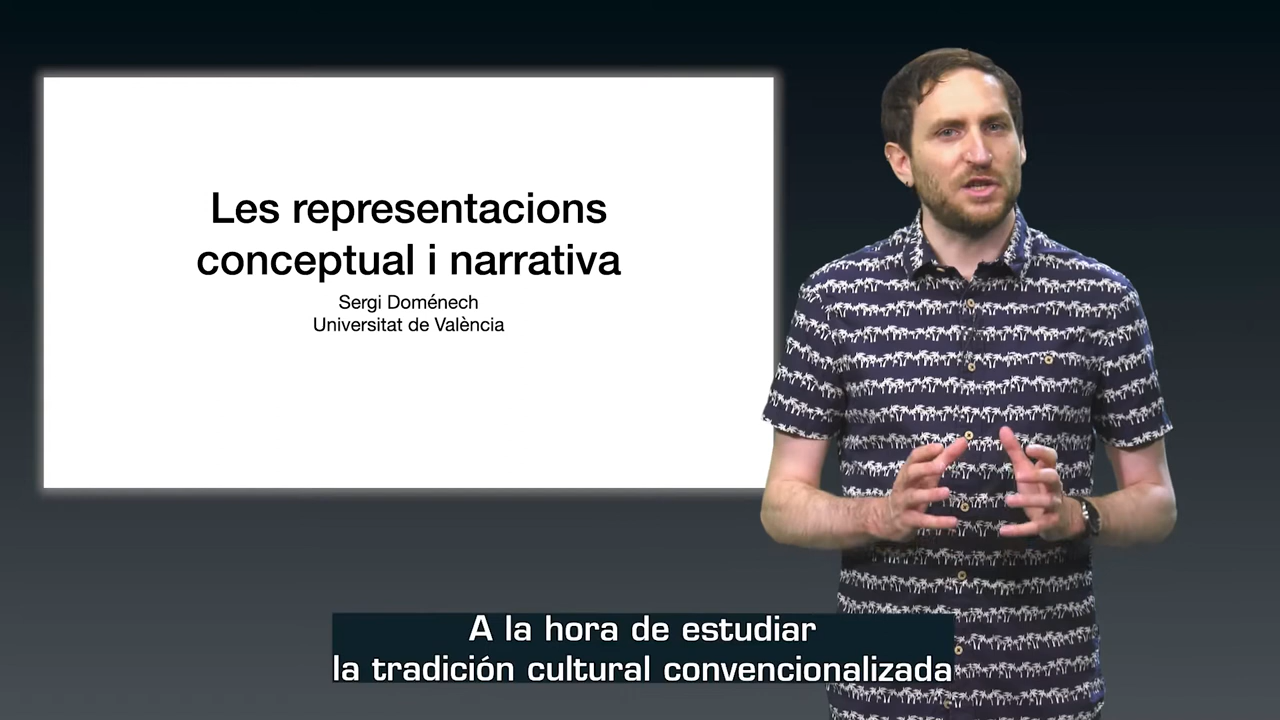 Les representacions
conceptual i narrativa
Sergi Doménech
Universitat de València
A la hora de estudiar
la tradición cultural convencionalizada